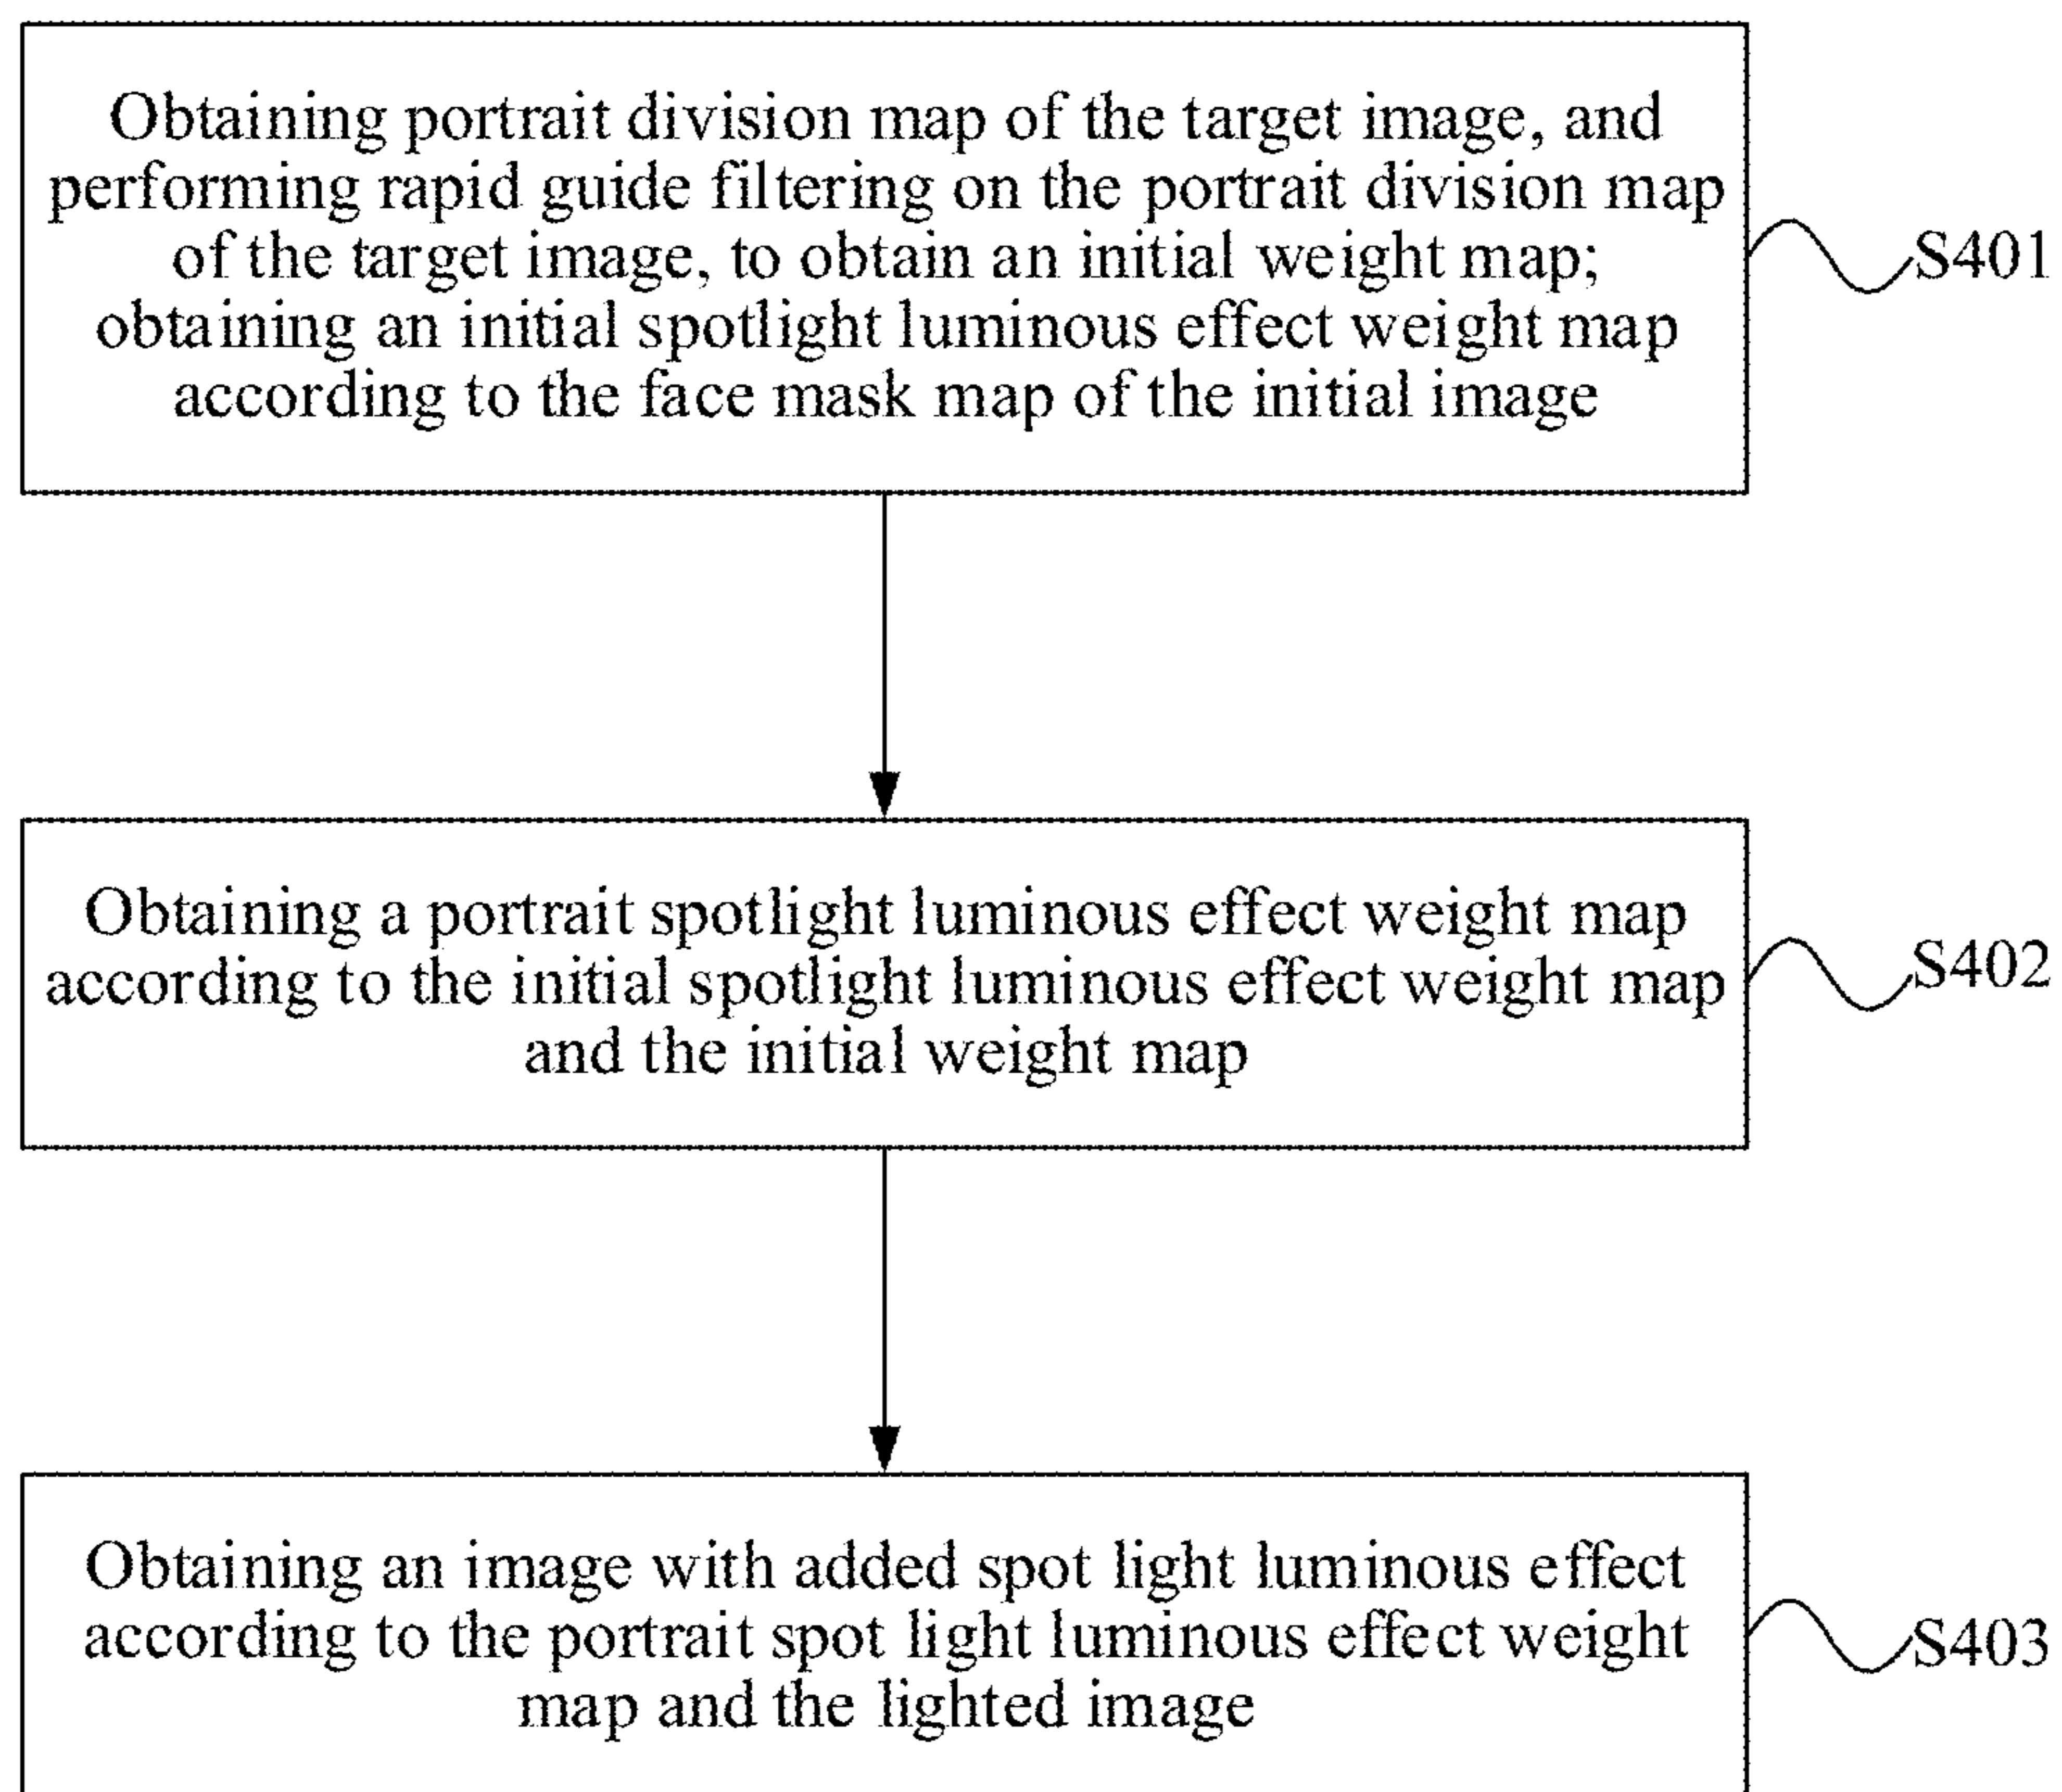 Obtaining portrait division map of the target image, and
performing rapid guide filtering on the portrait division map
of the target image, to obtain an initial weight map;
obtaining an initial spotlight luminous effect weight map
according to the face mask map of the initial image
S401
Obtaining a portrait spotlight luminous effect weight map
according to the initial spotlight luminous effect weight map
and the initial weight map
S402
Obtaining an image with added spot light luminous effect
according to the portrait spot light luminous effect weight
map and the lighted image
S403